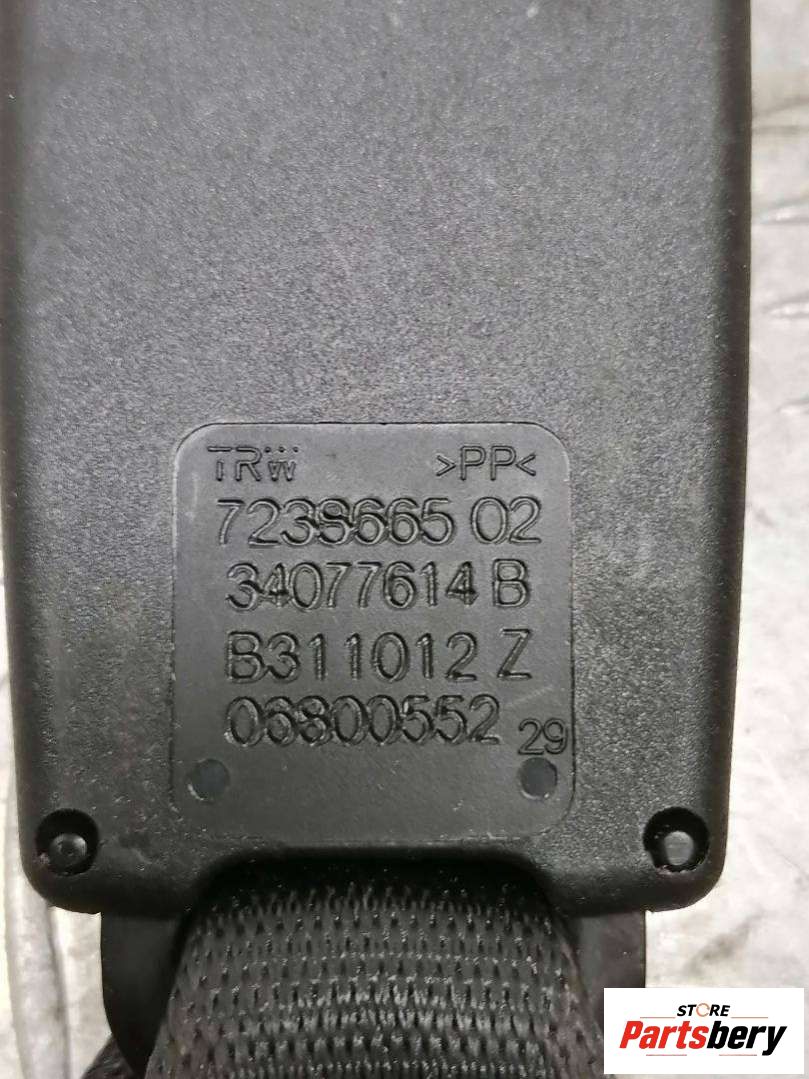 TRW >PP<
7238665 02
34077614 B
B311012 Z
06800552 29
STORE
Partsbery